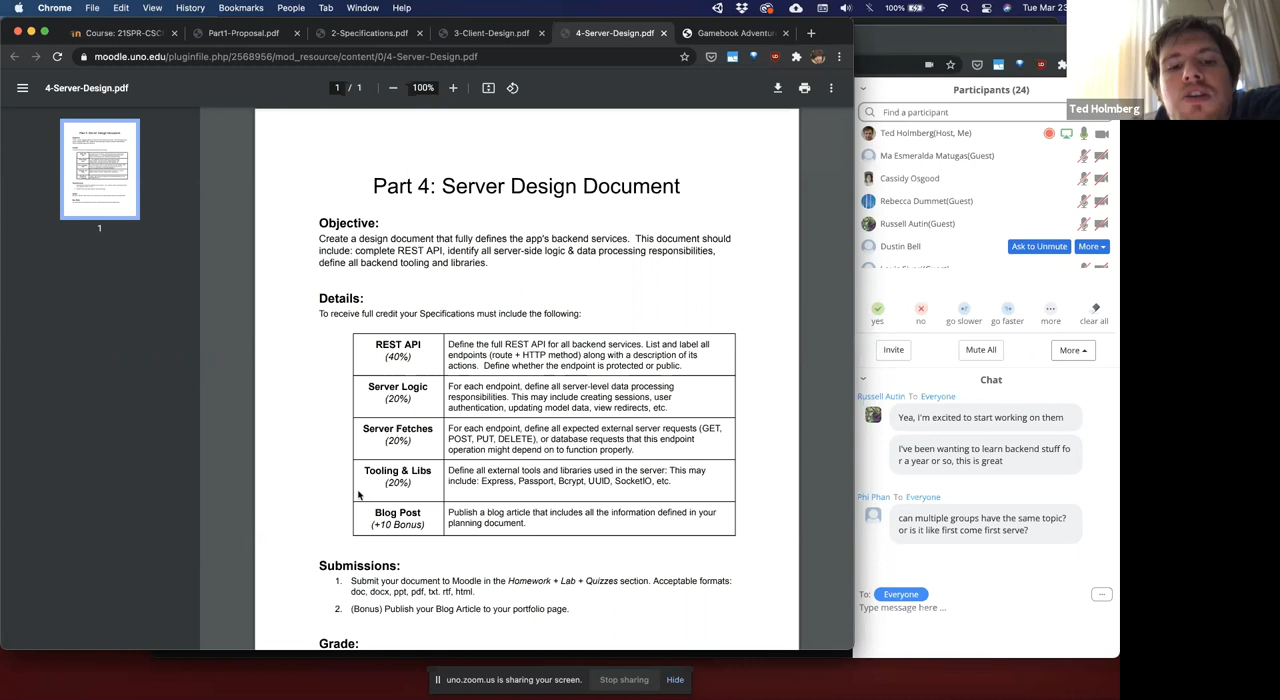 Chrome File Edit View History Bookmarks People Tab Window Help 100% Tue Mar 23
Course: 21SPR-CSC Part1-Proposal.pdf 2-Specifications.pdf 3-Client-Design.pdf 4-Server-Design.pdf Gamebook Adventur
moodle.uno.edu/pluginfile.php/2568956/mod_resource/content/0/4-Server-Design.pdf
4-Server-Design.pdf 1 / 1 100%
1
Part 4: Server Design Document
Objective:
Create a design document that fully defines the app's backend services. This document should
include: complete REST API, identify all server-side logic & data processing responsibilities,
define all backend tooling and libraries.
Details:
To receive full credit your Specifications must include the following:
REST API
(40%)
Define the full REST API for all backend services. List and label all
endpoints (route + HTTP method) along with a description of its
actions. Define whether the endpoint is protected or public.
Server Logic
(20%)
For each endpoint, define all server-level data processing
responsibilities. This may include creating sessions, user
authentication, updating model data, view redirects, etc.
Server Fetches
(20%)
For each endpoint, define all expected external server requests (GET,
POST, PUT, DELETE), or database requests that this endpoint
operation might depend on to function properly.
Tooling & Libs
(20%)
Define all external tools and libraries used in the server: This may
include: Express, Passport, Bcrypt, UUID, SocketIO, etc.
Blog Post
(+10 Bonus)
Publish a blog article that includes all the information defined in your
planning document.
Submissions:
1. Submit your document to Moodle in the Homework + Lab + Quizzes section. Acceptable formats:
doc, docx, ppt, pdf, txt. rtf, html.
2. (Bonus) Publish your Blog Article to your portfolio page.
Grade:
Ted Holmberg
Participants (24)
Find a participant
Ted Holmberg(Host, Me)
Ma Esmeralda Matugas(Guest)
Cassidy Osgood
Rebecca Dummet(Guest)
Russell Autin(Guest)
Dustin Bell Ask to Unmute More
yes no go slower go faster more clear all
Invite Mute All More
Chat
Russell Autin To Everyone
Yea, i'm excited to start working on them
I've been wanting to learn backend stuff fo
r a year or so, this is great
Phi Phan To Everyone
can multiple groups have the same topic?
or is it like first come first serve?
To: Everyone
Type message here ...
uno.zoom.us is sharing your screen. Stop sharing Hide